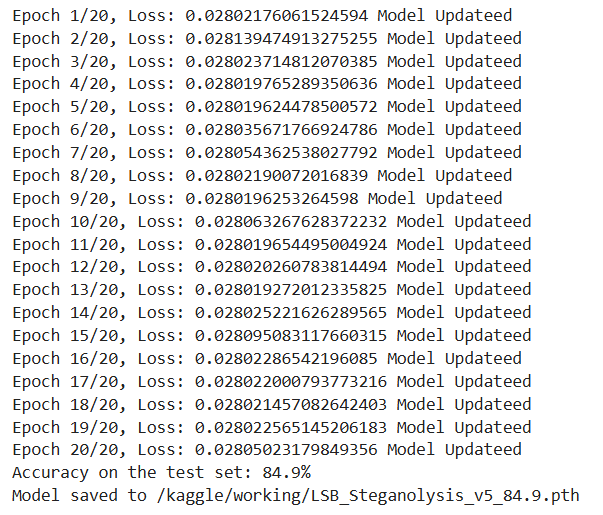 Epoch 1/20, Loss: 0.02802176061524594 Model Updateed
Epoch 2/20, Loss: 0.028139474913275255 Model Updateed
Epoch 3/20, Loss: 0.028023714812070385 Model Updateed
Epoch 4/20, Loss: 0.028019765289350636 Model Updateed
Epoch 5/20, Loss: 0.028019624478500572 Model Updateed
Epoch 6/20, Loss: 0.028035671766924786 Model Updateed
Epoch 7/20, Loss: 0.028054362538027792 Model Updateed
Epoch 8/20, Loss: 0.02802190072016839 Model Updateed
Epoch 9/20, Loss: 0.0280196253264598 Model Updateed
Epoch 10/20, Loss: 0.028063267628372232 Model Updateed
Epoch 11/20, Loss: 0.028019654495004924 Model Updateed
Epoch 12/20, Loss: 0.028020260783814494 Model Updateed
Epoch 13/20, Loss: 0.028019272012335825 Model Updateed
Epoch 14/20, Loss: 0.028025221626289565 Model Updateed
Epoch 15/20, Loss: 0.028095083117660315 Model Updateed
Epoch 16/20, Loss: 0.02802286542196085 Model Updateed
Epoch 17/20, Loss: 0.028022000793773216 Model Updateed
Epoch 18/20, Loss: 0.028021457082642403 Model Updateed
Epoch 19/20, Loss: 0.028022565145206183 Model Updateed
Epoch 20/20, Loss: 0.02805023179849356 Model Updateed
Accuracy on the test set: 84.9%
Model saved to /kaggle/working/LSB_Steganolysis_v5_84.9.pth